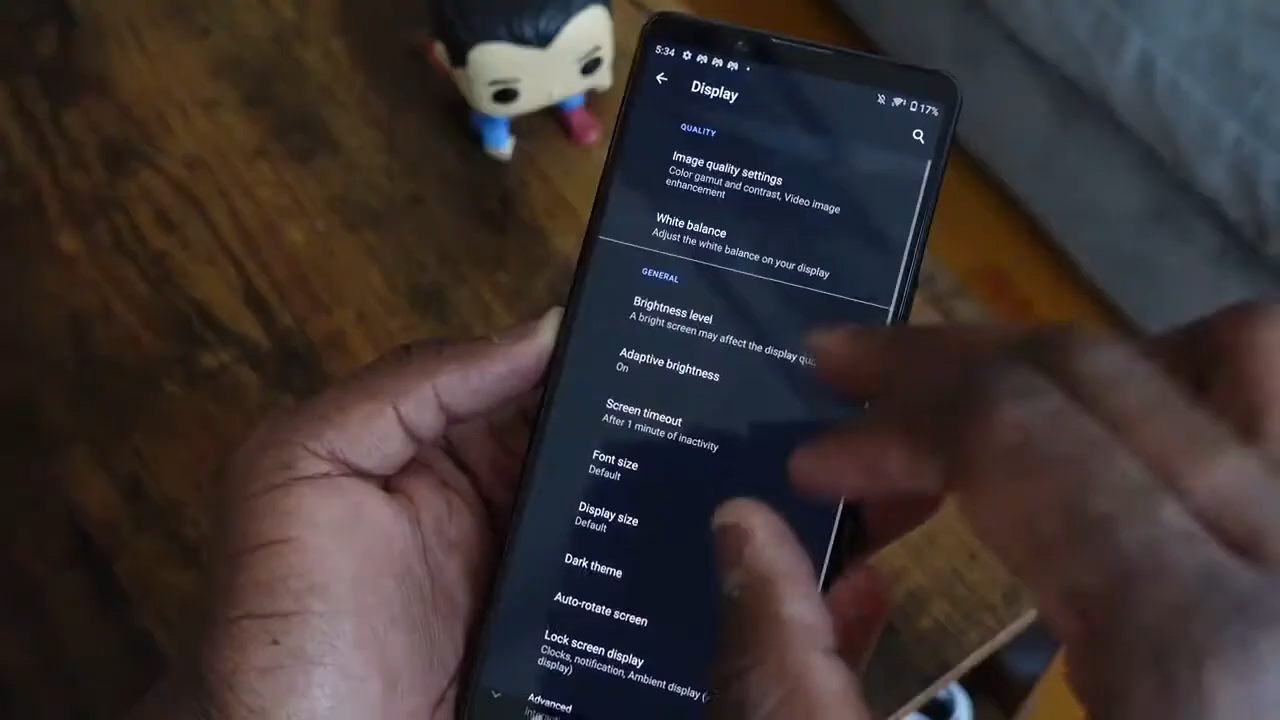 5:34
17%
Display
QUALITY
Image quality settings
Color gamut and contrast, Video image
enhancement
White balance
Adjust the white balance on your display
GENERAL
Brightness level
A bright screen may affect the display
Adaptive brightness
On
Screen timeout
After 1 minute of inactivity
Font size
Default
Display size
Default
Dark theme
Auto-rotate screen
Lock screen display
Clocks, notification, Ambient display
display)
Advanced